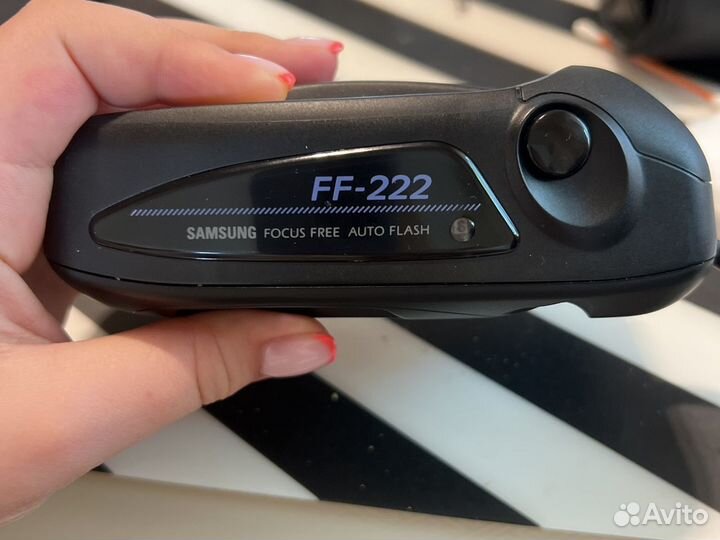 FF-222
SAMSUNG FOCUS FREE AUTO FLASH
Avito